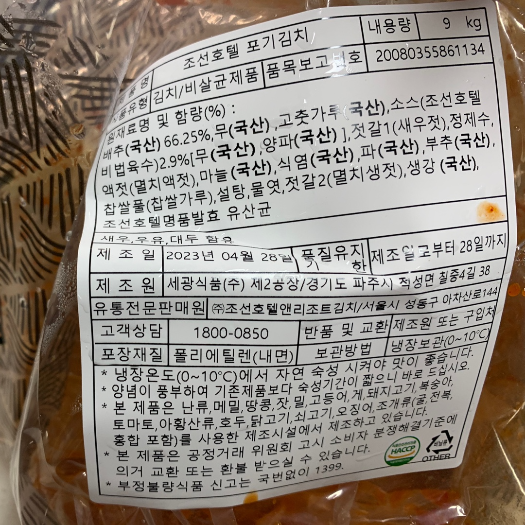 조선호텔 포기김치 내용량 9 kg
김치/비살균제품 품목보고번호 20080355861134
원재료명 및 함량(%) :
배추(국산) 66.25%,무(국산) ,고춧가루(국산),소스(조선호텔
비법육수)2.9%[무(국산) ,양파(국산) ],젓갈1(새우젓),정제수,
액젓(멸치액젓),마늘(국산) ,식염(국산),파(국산),부추(국산),
찹쌀풀(찹쌀가루),설탕,물엿,젓갈2(멸치생젓),생강(국산),
조선호텔명품발효 유산균
새우,우유,대두 함유
제 조 일 2023년 04월 28일 품질유지기한 제조일로부터 28일까지
제 조 원 세광식품(수) 제2공장/경기도 파주시 적성면 칠중4길 38
유통전문판매원 ㈜조선호텔앤리조트김치/서울시 성동구 아차산로144
고객상담 1800-0850 반품 및 교환 제조원 또는 구입처
포장재질 폴리에틸렌(내면) 보관방법 냉장보관(0~10℃)
* 냉장온도(0~10℃)에서 자연 숙성 시켜야 맛이 좋습니다.
* 양념이 풍부하여 기존제품보다 숙성기간이 짧으니 바로 드십시오.
* 본 제품은 난류,메밀,땅콩,잣,밀,고등어,게,돼지고기,복숭아,
토마토,아황산류,호두,닭고기,쇠고기,오징어,조개류(굴,전복,
홍합 포함)를 사용한 제조시설에서 제조하고 있습니다.
* 본 제품은 공정거래 위원회 고시 소비자 분쟁해결기준에
의거 교환 또는 환불 받으실 수 있습니다.
* 부정불량식품 신고는 국번없이 1399.
HACCP
OTHER